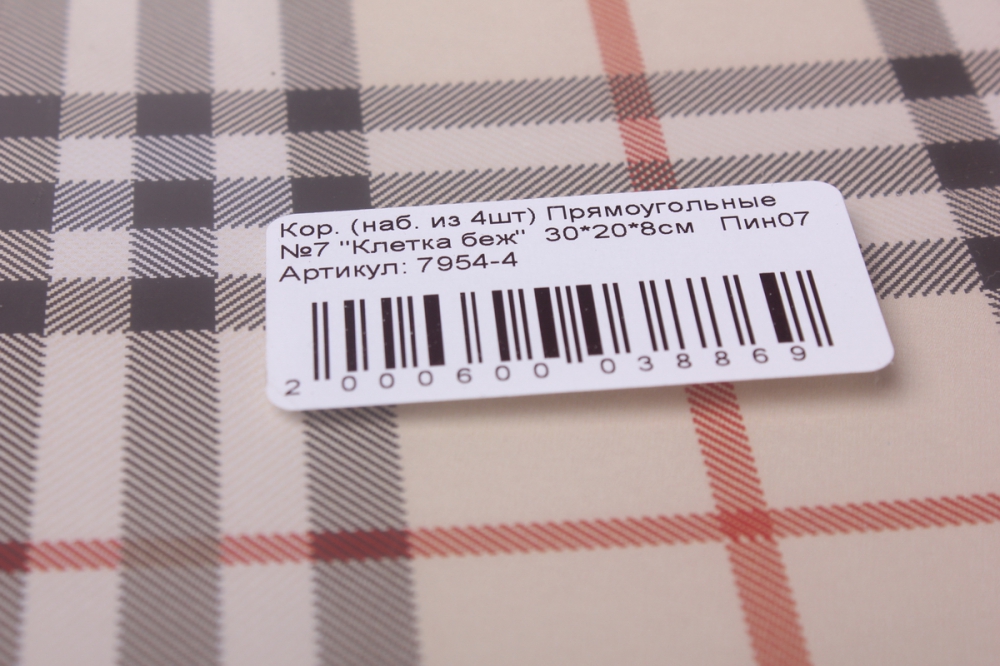 Кор. (наб. из 4шт) Прямоугольные
№7 "Клетка беж" 30*20*8см Пин07
Артикул: 7954-4
2 000600 038869